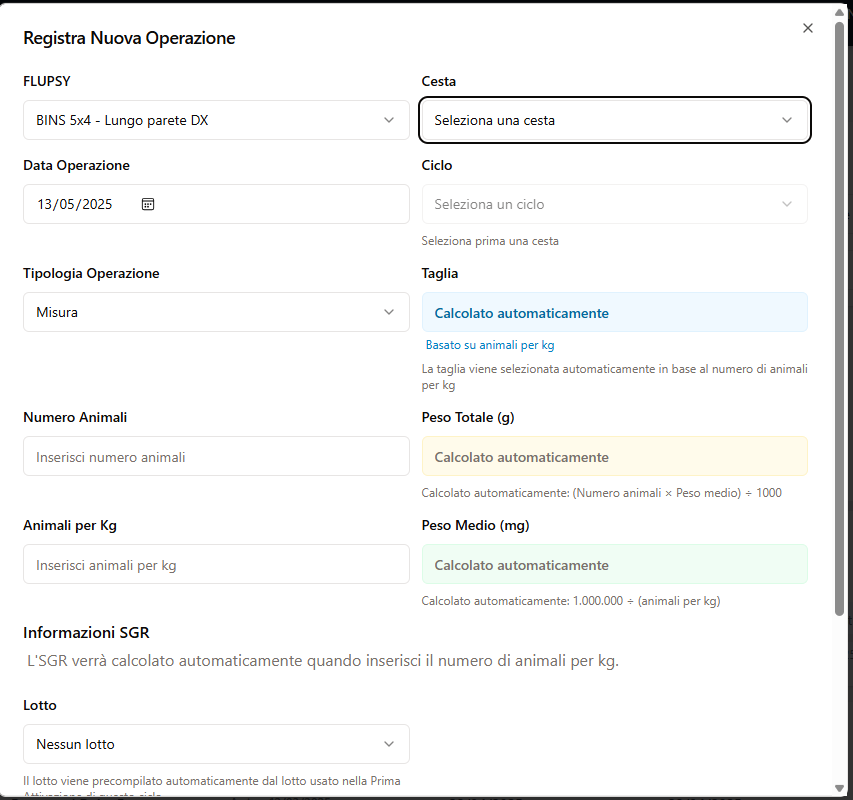 Registra Nuova Operazione
FLUPSY
Cesta
BINS 5x4 - Lungo parete DX
Seleziona una cesta
Data Operazione
Ciclo
13/05/2025
Seleziona un ciclo
Seleziona prima una cesta
Tipologia Operazione
Taglia
Misura
Calcolato automaticamente
Basato su animali per kg
La taglia viene selezionata automaticamente in base al numero di animali
per kg
Numero Animali
Peso Totale (g)
Inserisci numero animali
Calcolato automaticamente
Calcolato automaticamente: (Numero animali × Peso medio) ÷ 1000
Animali per Kg
Peso Medio (mg)
Inserisci animali per kg
Calcolato automaticamente
Calcolato automaticamente: 1.000.000 ÷ (animali per kg)
Informazioni SGR
L'SGR verrà calcolato automaticamente quando inserisci il numero di animali per kg.
Lotto
Nessun lotto
Il lotto viene precompilato automaticamente dal lotto usato nella Prima
Attivazione di questo ciclo